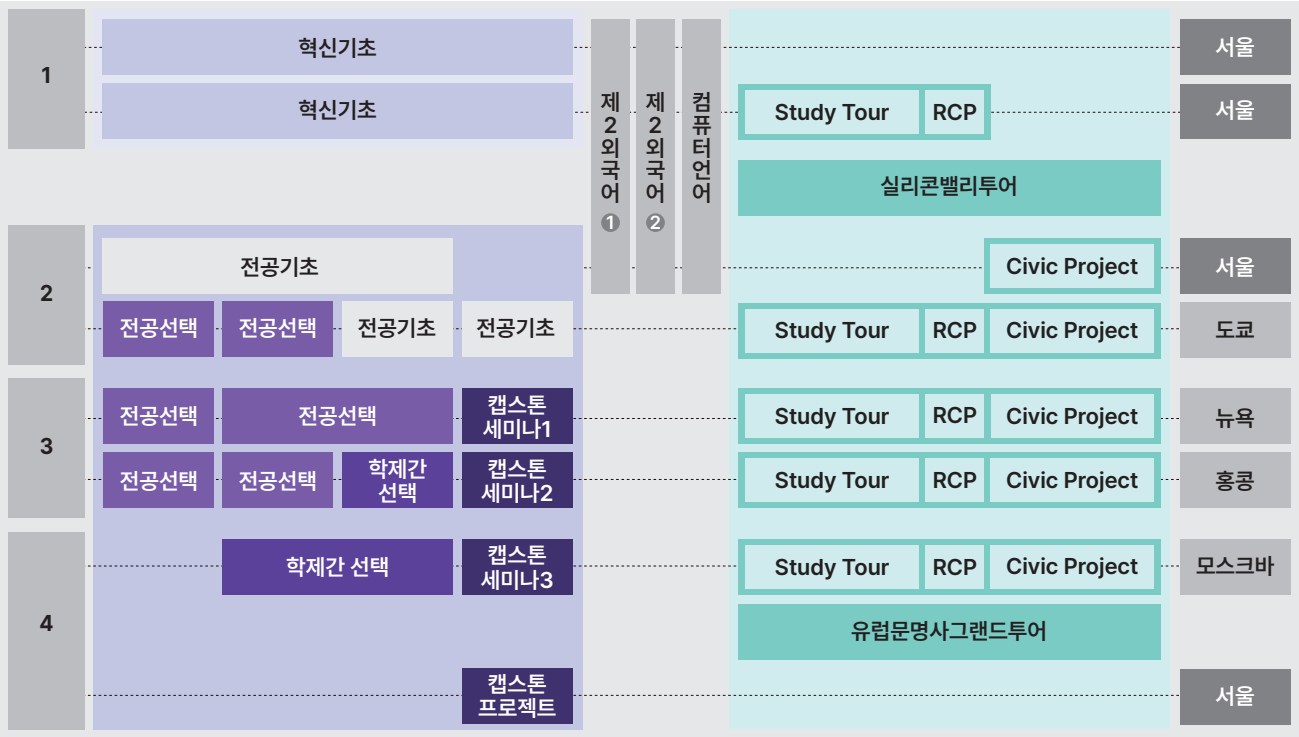 1
혁신기초
서울
혁신기초
Study Tour
RCP
서울
제2외국어 ❶
제2외국어 ❷
컴퓨터언어
실리콘밸리투어
2
전공기초
Civic Project
서울
전공선택
전공선택
전공기초
전공기초
Study Tour
RCP
Civic Project
도쿄
3
전공선택
전공선택
캡스톤
세미나1
Study Tour
RCP
Civic Project
뉴욕
전공선택
전공선택
학제간
선택
캡스톤
세미나2
Study Tour
RCP
Civic Project
홍콩
4
학제간 선택
캡스톤
세미나3
Study Tour
RCP
Civic Project
모스크바
유럽문명사그랜드투어
캡스톤
프로젝트
서울